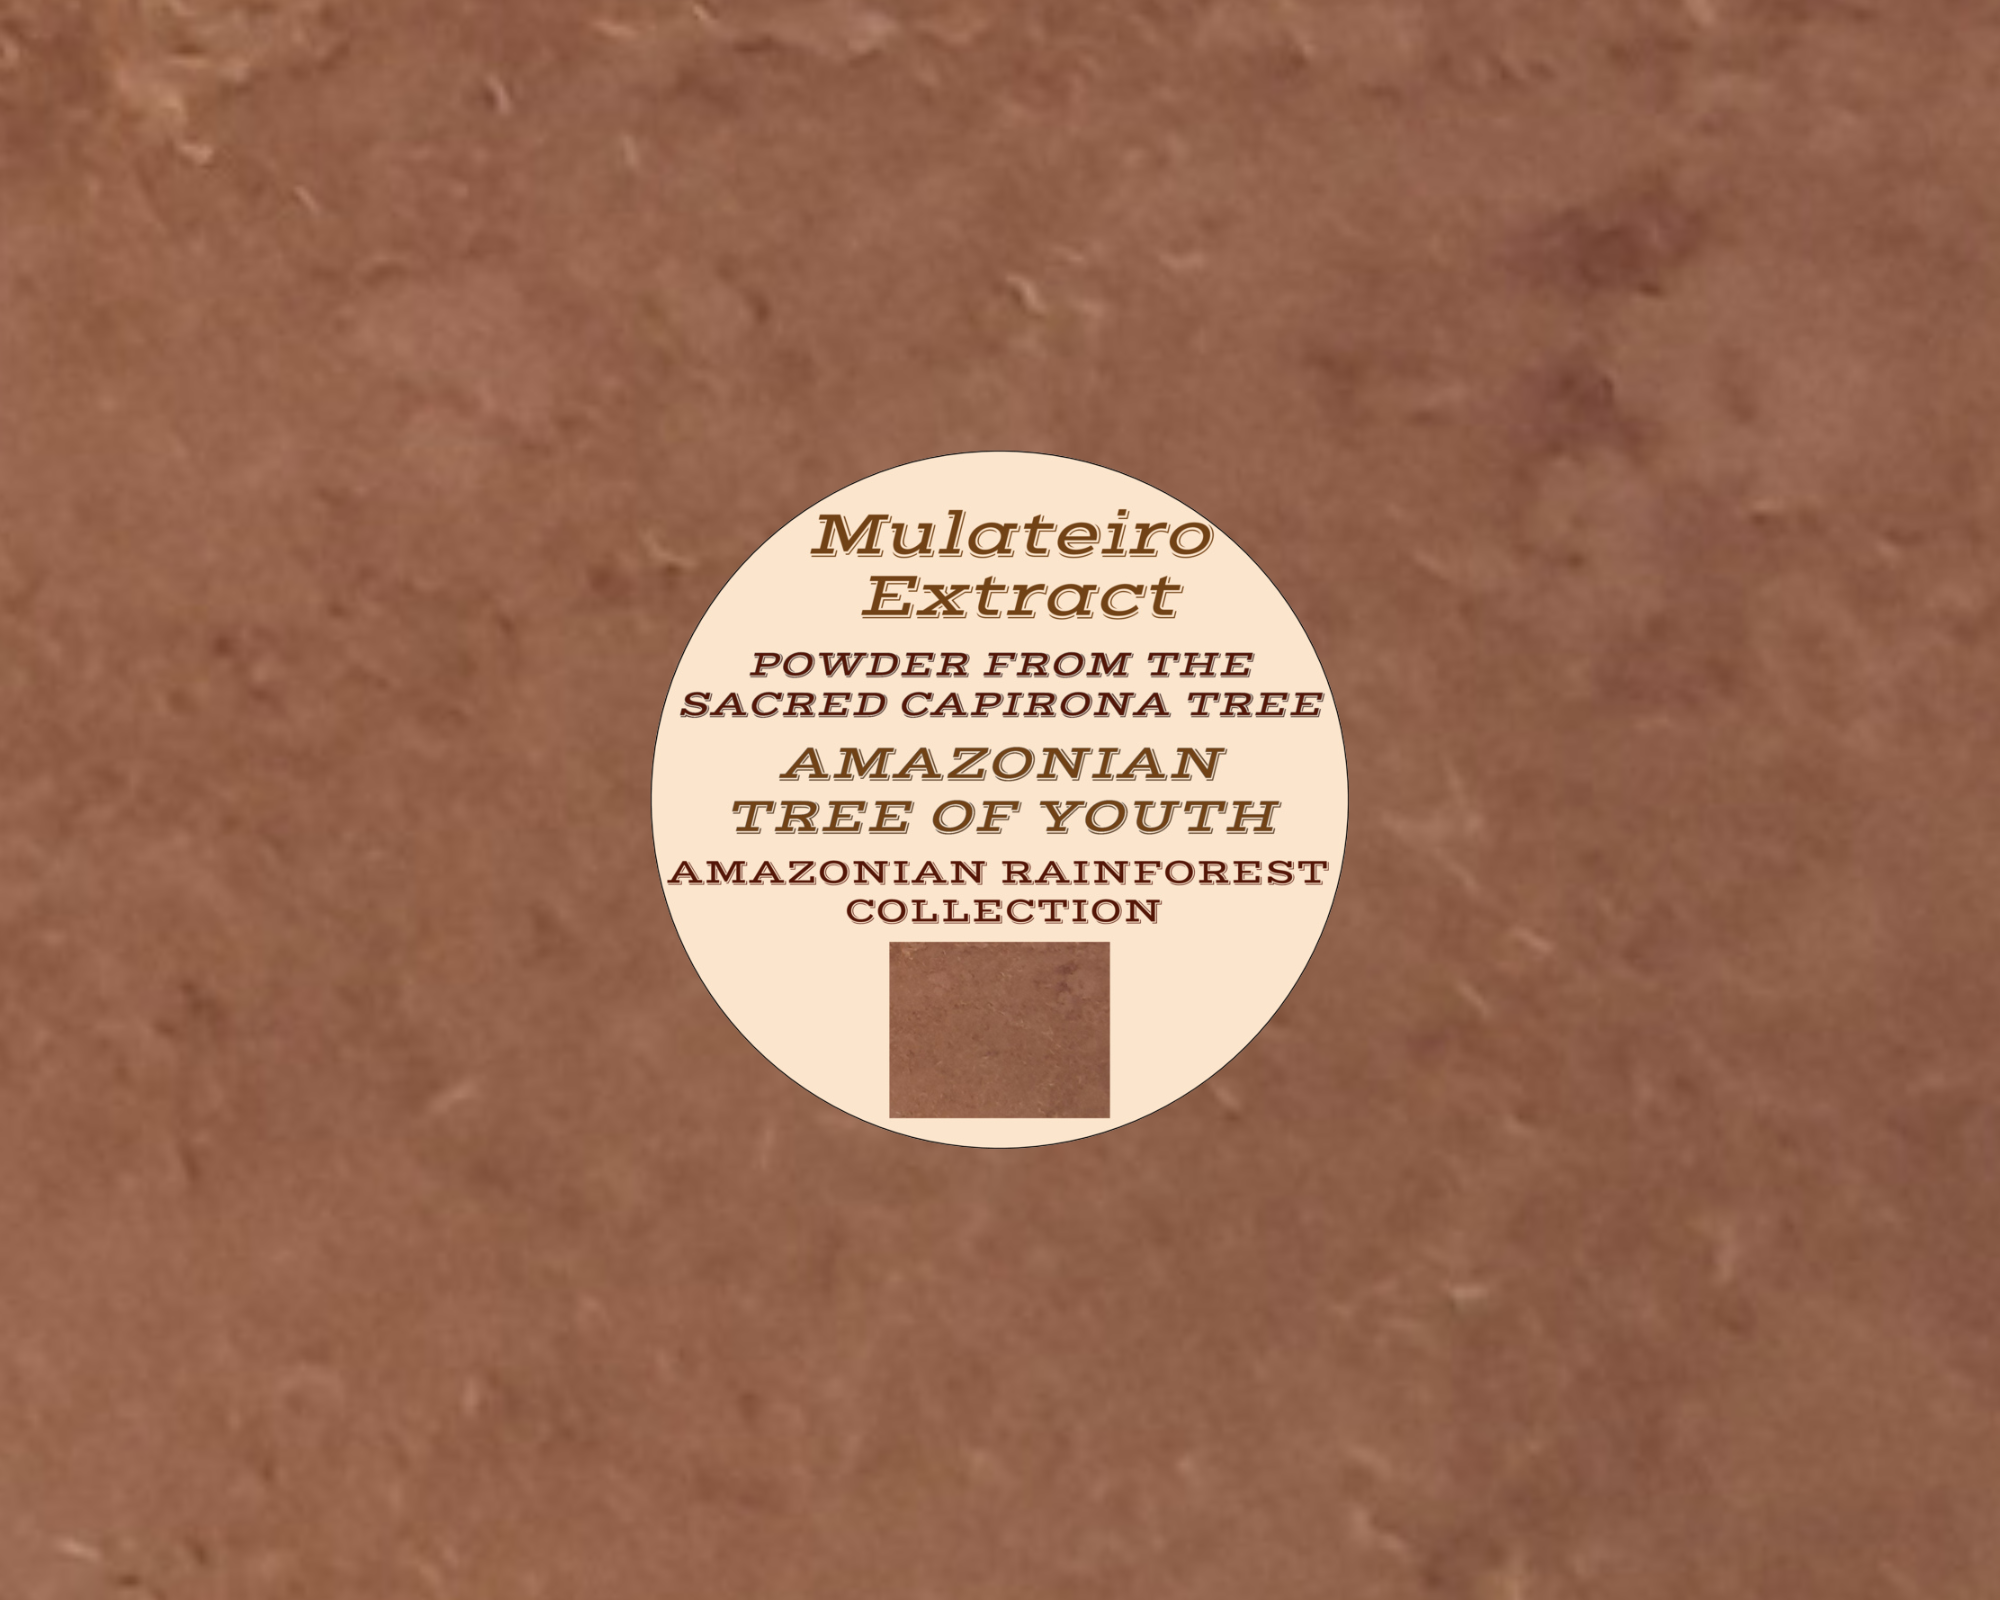 Mulateiro
Extract
POWDER FROM THE
SACRED CAPIRONA TREE
AMAZONIAN
TREE OF YOUTH
AMAZONIAN RAINFOREST
COLLECTION